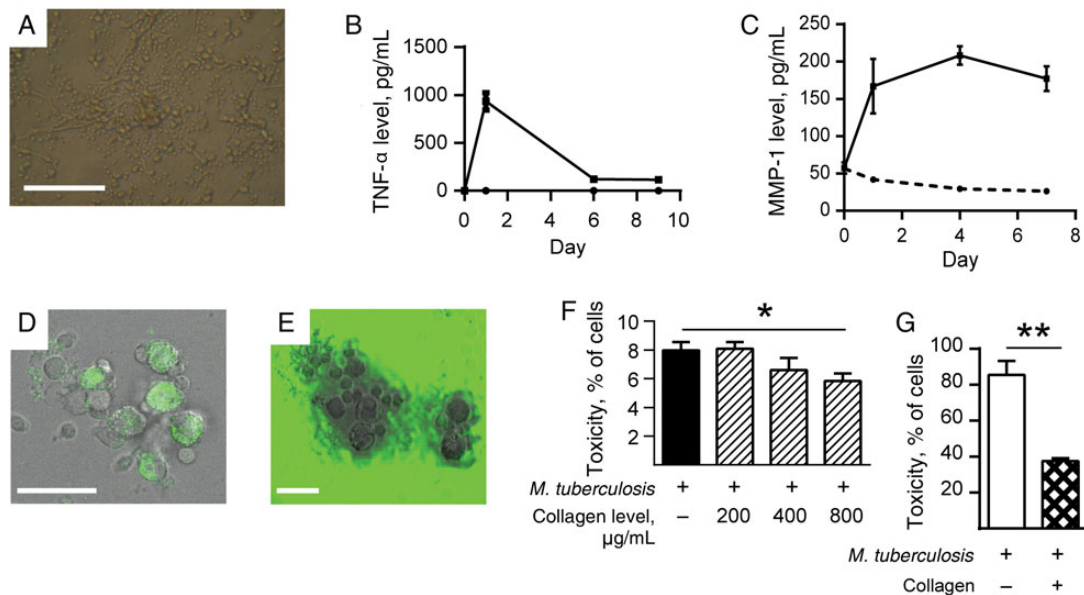 A
B
TNF-α level, pg/mL
1500
1000
500
0
0 2 4 6 8 10
Day
C
MMP-1 level, pg/mL
250
200
150
100
50
0
0 2 4 6 8
Day
D
E
F
*
Toxicity, % of cells
10
8
6
4
2
M. tuberculosis + + + +
Collagen level, – 200 400 800
µg/mL
G
**
Toxicity, % of cells
100
80
60
40
20
M. tuberculosis + +
Collagen – +